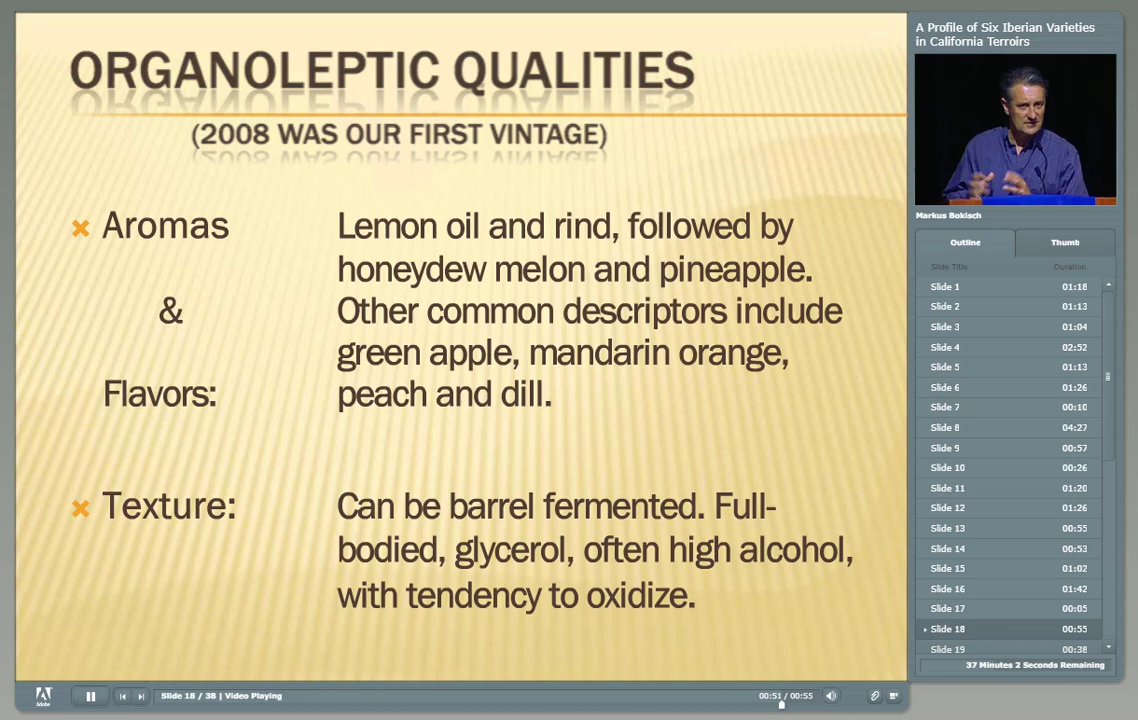 ORGANOLEPTIC QUALITIES
(2008 WAS OUR FIRST VINTAGE)
Aromas
&
Flavors:
Lemon oil and rind, followed by
honeydew melon and pineapple.
Other common descriptors include
green apple, mandarin orange,
peach and dill.
Texture:
Can be barrel fermented. Full-
bodied, glycerol, often high alcohol,
with tendency to oxidize.
A Profile of Six Iberian Varieties
in California Terroirs
Markus Bokisch
Outline Thumb
Slide Title Duration
Slide 1 01:18
Slide 2 01:13
Slide 3 01:04
Slide 4 02:52
Slide 5 01:13
Slide 6 01:26
Slide 7 00:10
Slide 8 04:27
Slide 9 00:57
Slide 10 00:26
Slide 11 01:20
Slide 12 01:26
Slide 13 00:55
Slide 14 00:53
Slide 15 01:02
Slide 16 01:42
Slide 17 00:05
Slide 18 00:55
Slide 19 00:38
37 Minutes 2 Seconds Remaining
Adobe
Slide 18 / 38 | Video Playing
00:51 / 00:55